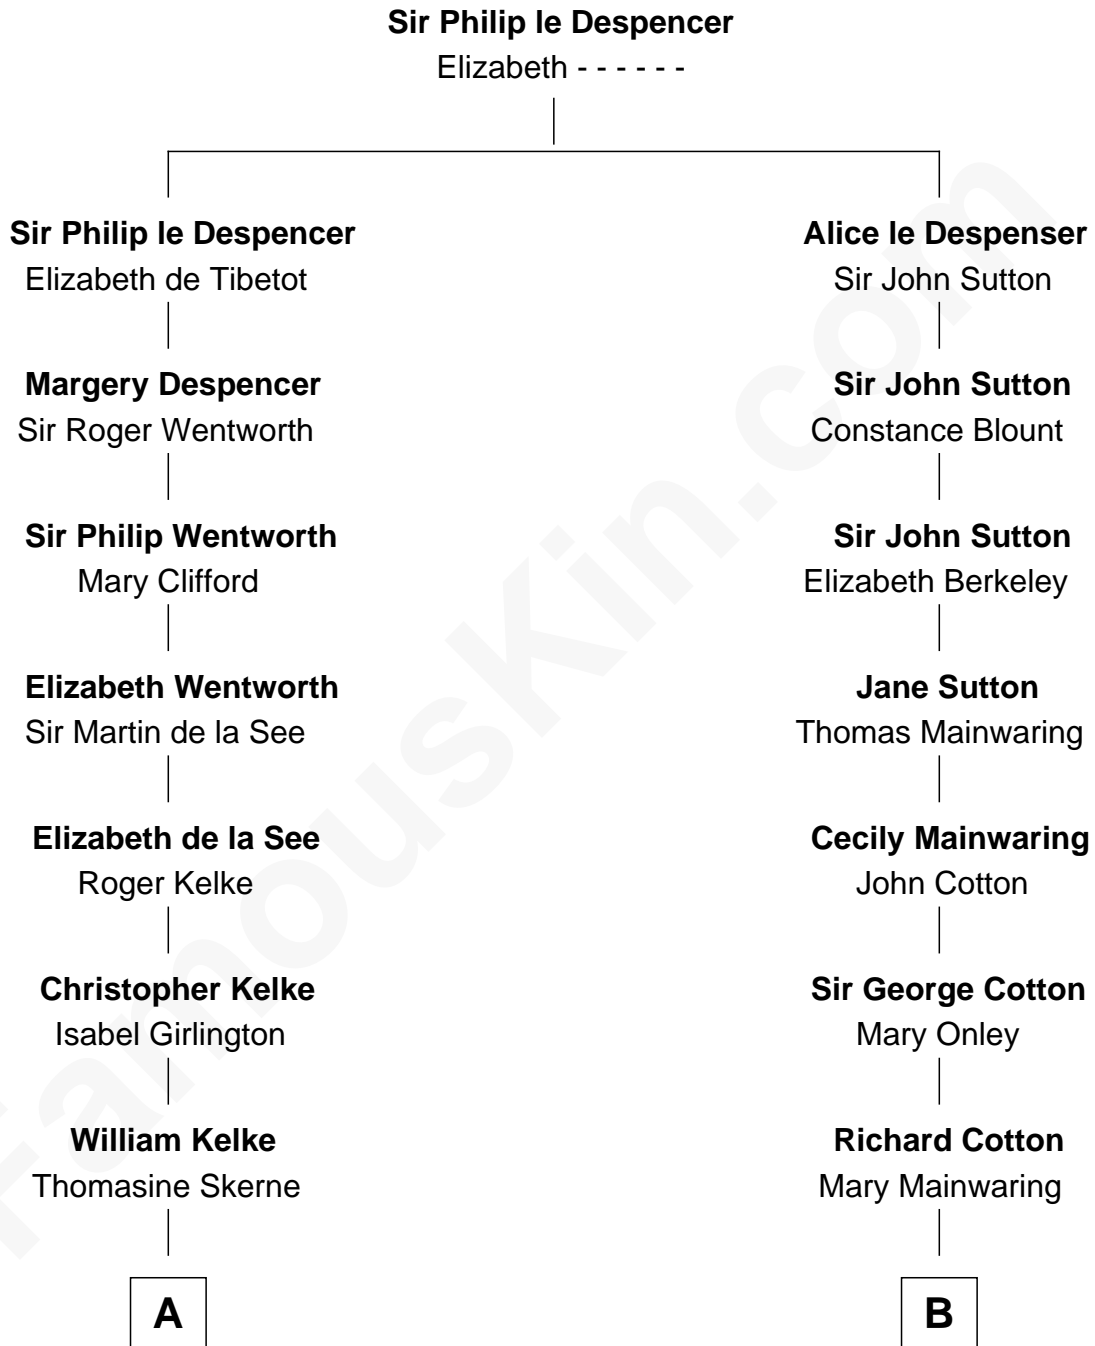 Sir Philip le Despencer
Elizabeth - - - - - -
Sir Philip le Despencer
Elizabeth de Tibetot
Alice le Despenser
Sir John Sutton
Margery Despencer
Sir Roger Wentworth
Sir John Sutton
Constance Blount
Sir Philip Wentworth
Mary Clifford
Sir John Sutton
Elizabeth Berkeley
Elizabeth Wentworth
Sir Martin de la See
Jane Sutton
Thomas Mainwaring
Elizabeth de la See
Roger Kelke
Cecily Mainwaring
John Cotton
Christopher Kelke
Isabel Girlington
Sir George Cotton
Mary Onley
William Kelke
Thomasine Skerne
Richard Cotton
Mary Mainwaring
A
B
FamousKin.com